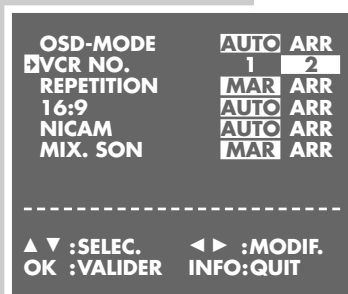 OSD-MODE AUTO ARR
VCR NO. 1 2
REPETITION MAR ARR
16:9 AUTO ARR
NICAM AUTO ARR
MIX. SON MAR ARR
▲ ▼ :SELEC. ◄ ► :MODIF.
OK :VALIDER INFO:QUIT